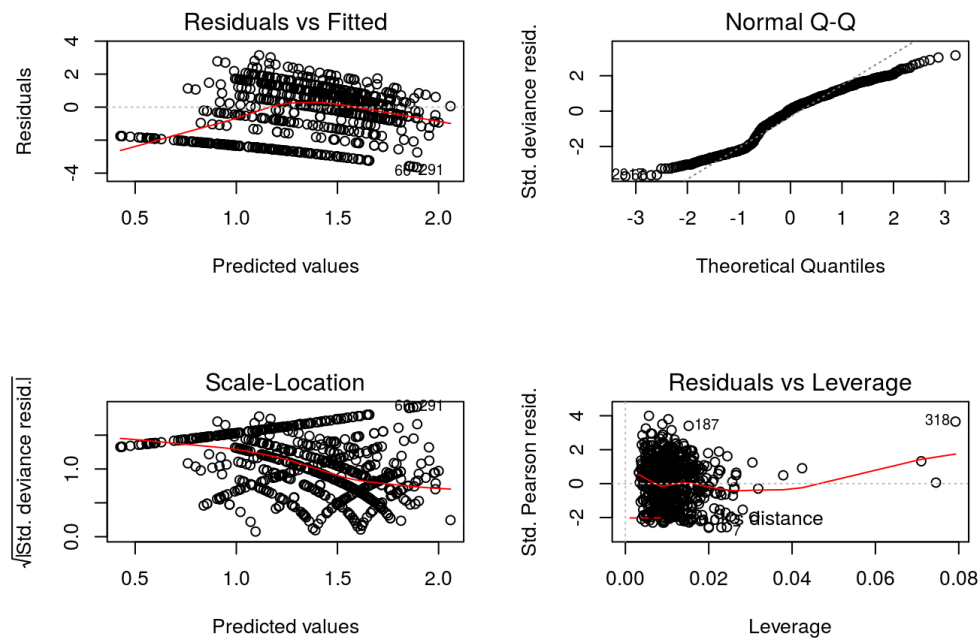 Residuals vs Fitted
Residuals
4
2
0
-4
66
291
0.5 1.0 1.5 2.0
Predicted values
Normal Q-Q
Std. deviance resid.
2
0
-2
-3 -2 -1 0 1 2 3
Theoretical Quantiles
Scale-Location
√|Std. deviance resid.|
1.0
0.0
291
0.5 1.0 1.5 2.0
Predicted values
Residuals vs Leverage
Std. Pearson resid.
4
2
0
-2
187
318
distance
7
0.00 0.02 0.04 0.06 0.08
Leverage